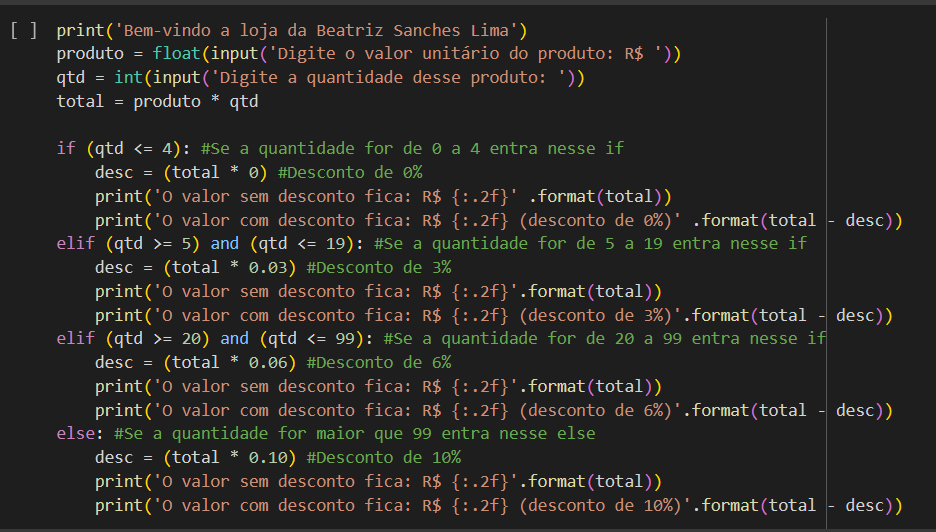 [ ] print('Bem-vindo a loja da Beatriz Sanches Lima')
produto = float(input('Digite o valor unitário do produto: R$ '))
qtd = int(input('Digite a quantidade desse produto: '))
total = produto * qtd
if (qtd <= 4): #Se a quantidade for de 0 a 4 entra nesse if
desc = (total * 0) #Desconto de 0%
print('O valor sem desconto fica: R$ {:.2f}' .format(total))
print('O valor com desconto fica: R$ {:.2f} (desconto de 0%)' .format(total - desc))
elif (qtd >= 5) and (qtd <= 19): #Se a quantidade for de 5 a 19 entra nesse if
desc = (total * 0.03) #Desconto de 3%
print('O valor sem desconto fica: R$ {:.2f}'.format(total))
print('O valor com desconto fica: R$ {:.2f} (desconto de 3%)'.format(total - desc))
elif (qtd >= 20) and (qtd <= 99): #Se a quantidade for de 20 a 99 entra nesse if
desc = (total * 0.06) #Desconto de 6%
print('O valor sem desconto fica: R$ {:.2f}'.format(total))
print('O valor com desconto fica: R$ {:.2f} (desconto de 6%)'.format(total - desc))
else: #Se a quantidade for maior que 99 entra nesse else
desc = (total * 0.10) #Desconto de 10%
print('O valor sem desconto fica: R$ {:.2f}'.format(total))
print('O valor com desconto fica: R$ {:.2f} (desconto de 10%)'.format(total - desc))